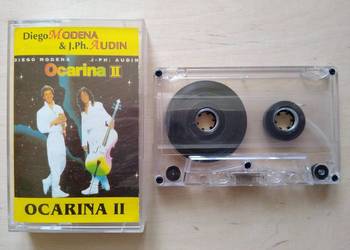 Diego MODENA
& J.Ph. AUDIN
DIEGO MODENA J-PH. AUDIN
Ocarina II
OCARINA II